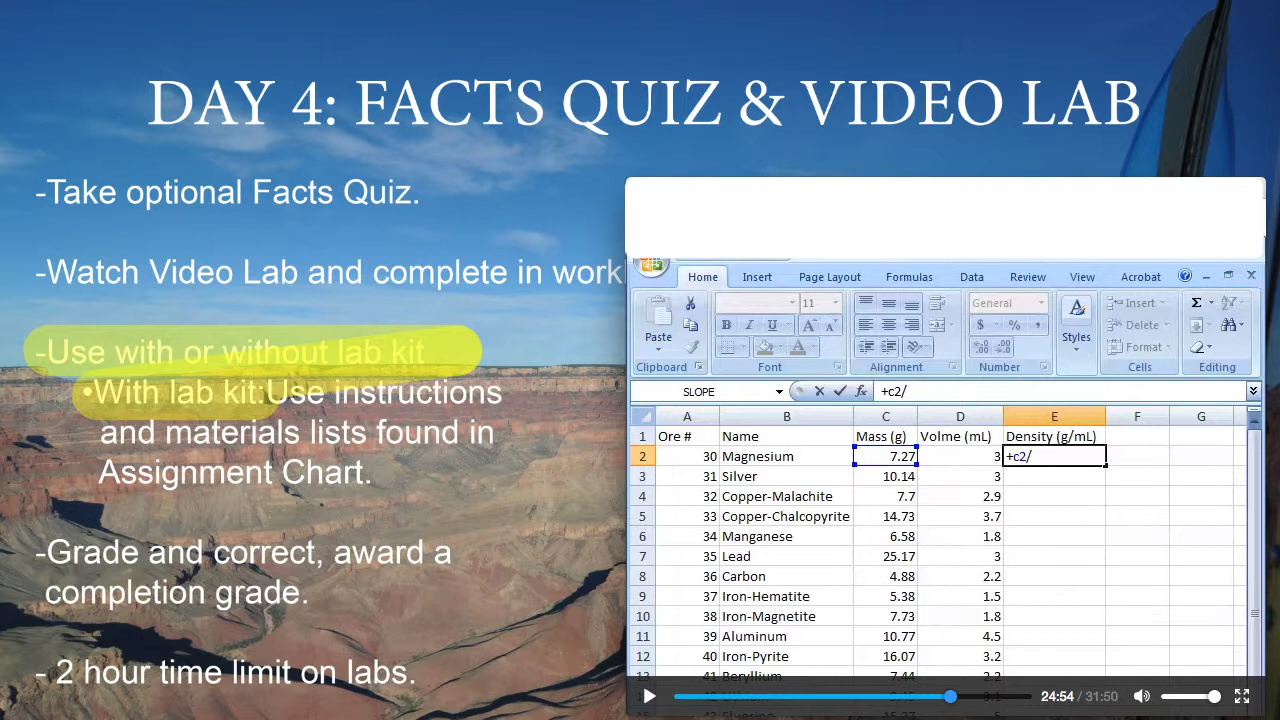 DAY 4: FACTS QUIZ & VIDEO LAB
-Take optional Facts Quiz.
-Watch Video Lab and complete in work
-Use with or without lab kit
•With lab kit:Use instructions
and materials lists found in
Assignment Chart.
-Grade and correct, award a
completion grade.
- 2 hour time limit on labs.
Home Insert Page Layout Formulas Data Review View Acrobat
Paste 11 General Styles Insert
B I U A A $ % , Delete
A Format
Clipboard Font Alignment Number Cells Editing
SLOPE fx +c2/
A B C D E F G
1 Ore # Name Mass (g) Volme (mL) Density (g/mL)
2 30 Magnesium 7.27 3 +c2/
3 31 Silver 10.14 3
4 32 Copper-Malachite 7.7 2.9
5 33 Copper-Chalcopyrite 14.73 3.7
6 34 Manganese 6.58 1.8
7 35 Lead 25.17 3
8 36 Carbon 4.88 2.2
9 37 Iron-Hematite 5.38 1.5
10 38 Iron-Magnetite 7.73 1.8
11 39 Aluminum 10.77 4.5
12 40 Iron-Pyrite 16.07 3.2
41 Beryllium 7.44 2.2
24:54 / 31:50